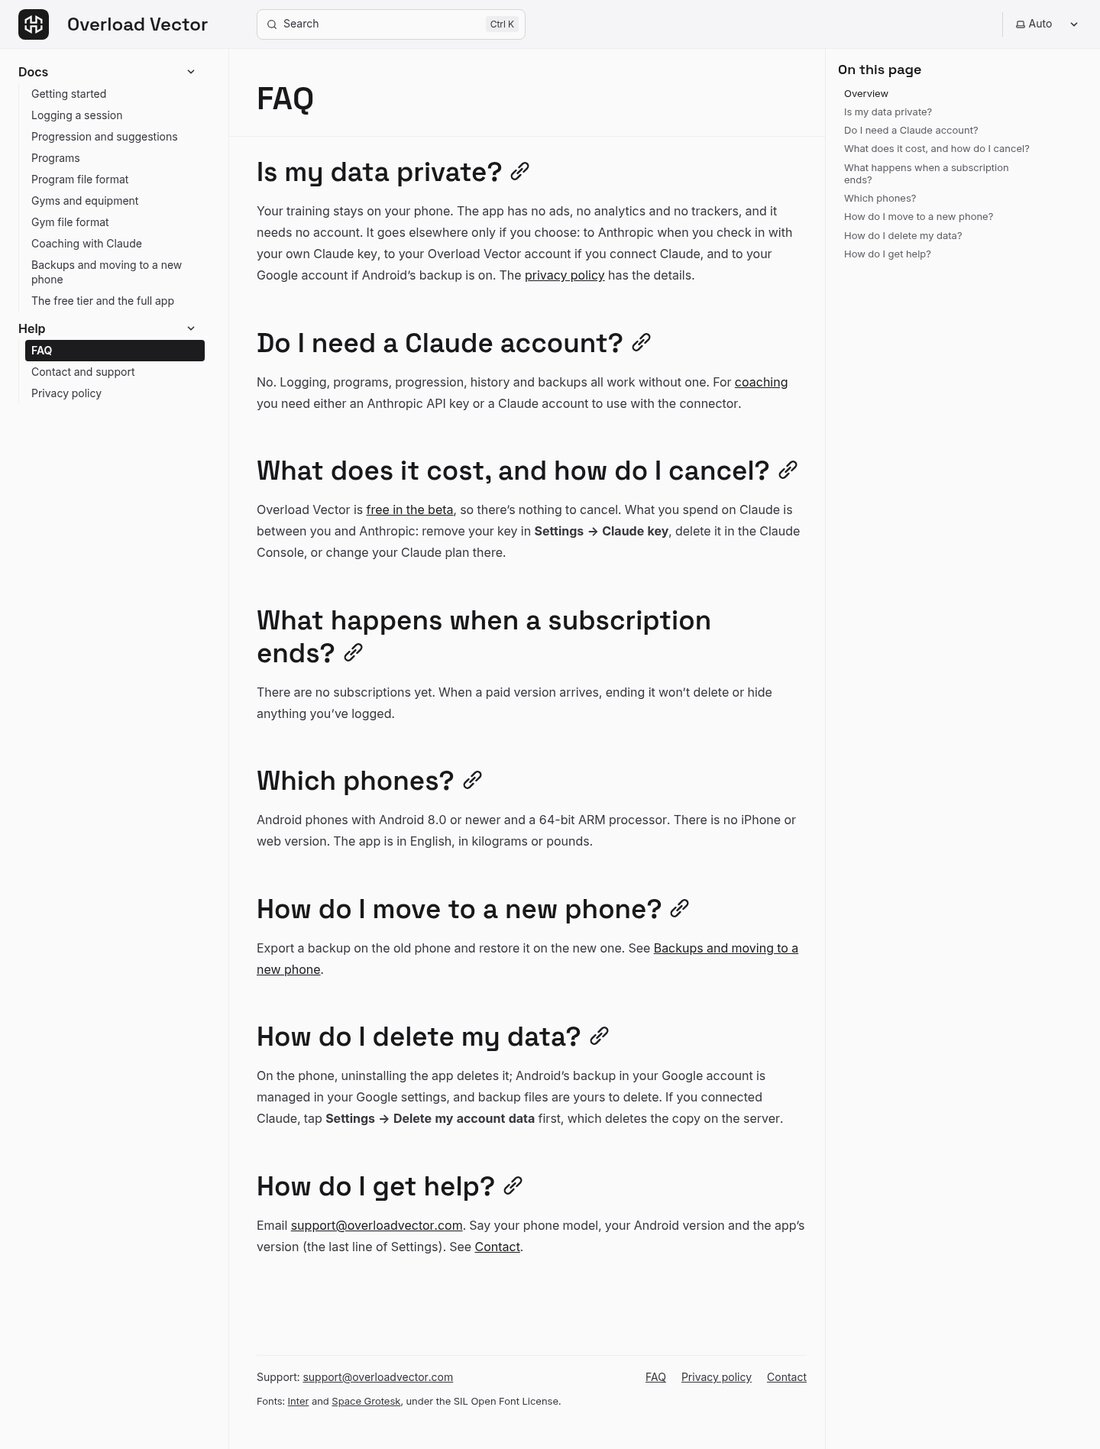 Overload Vector
Search
Ctrl K
Auto
Docs
Getting started
Logging a session
Progression and suggestions
Programs
Program file format
Gyms and equipment
Gym file format
Coaching with Claude
Backups and moving to a new
phone
The free tier and the full app
Help
FAQ
Contact and support
Privacy policy
FAQ
Is my data private?
Your training stays on your phone. The app has no ads, no analytics and no trackers, and it
needs no account. It goes elsewhere only if you choose: to Anthropic when you check in with
your own Claude key, to your Overload Vector account if you connect Claude, and to your
Google account if Android's backup is on. The privacy policy has the details.
Do I need a Claude account?
No. Logging, programs, progression, history and backups all work without one. For coaching
you need either an Anthropic API key or a Claude account to use with the connector.
What does it cost, and how do I cancel?
Overload Vector is free in the beta, so there's nothing to cancel. What you spend on Claude is
between you and Anthropic: remove your key in Settings → Claude key, delete it in the Claude
Console, or change your Claude plan there.
What happens when a subscription
ends?
There are no subscriptions yet. When a paid version arrives, ending it won't delete or hide
anything you've logged.
Which phones?
Android phones with Android 8.0 or newer and a 64-bit ARM processor. There is no iPhone or
web version. The app is in English, in kilograms or pounds.
How do I move to a new phone?
Export a backup on the old phone and restore it on the new one. See Backups and moving to a
new phone.
How do I delete my data?
On the phone, uninstalling the app deletes it; Android's backup in your Google account is
managed in your Google settings, and backup files are yours to delete. If you connected
Claude, tap Settings → Delete my account data first, which deletes the copy on the server.
How do I get help?
Email support@overloadvector.com. Say your phone model, your Android version and the app's
version (the last line of Settings). See Contact.
Support: support@overloadvector.com
FAQ
Privacy policy
Contact
Fonts: Inter and Space Grotesk, under the SIL Open Font License.
On this page
Overview
Is my data private?
Do I need a Claude account?
What does it cost, and how do I cancel?
What happens when a subscription
ends?
Which phones?
How do I move to a new phone?
How do I delete my data?
How do I get help?